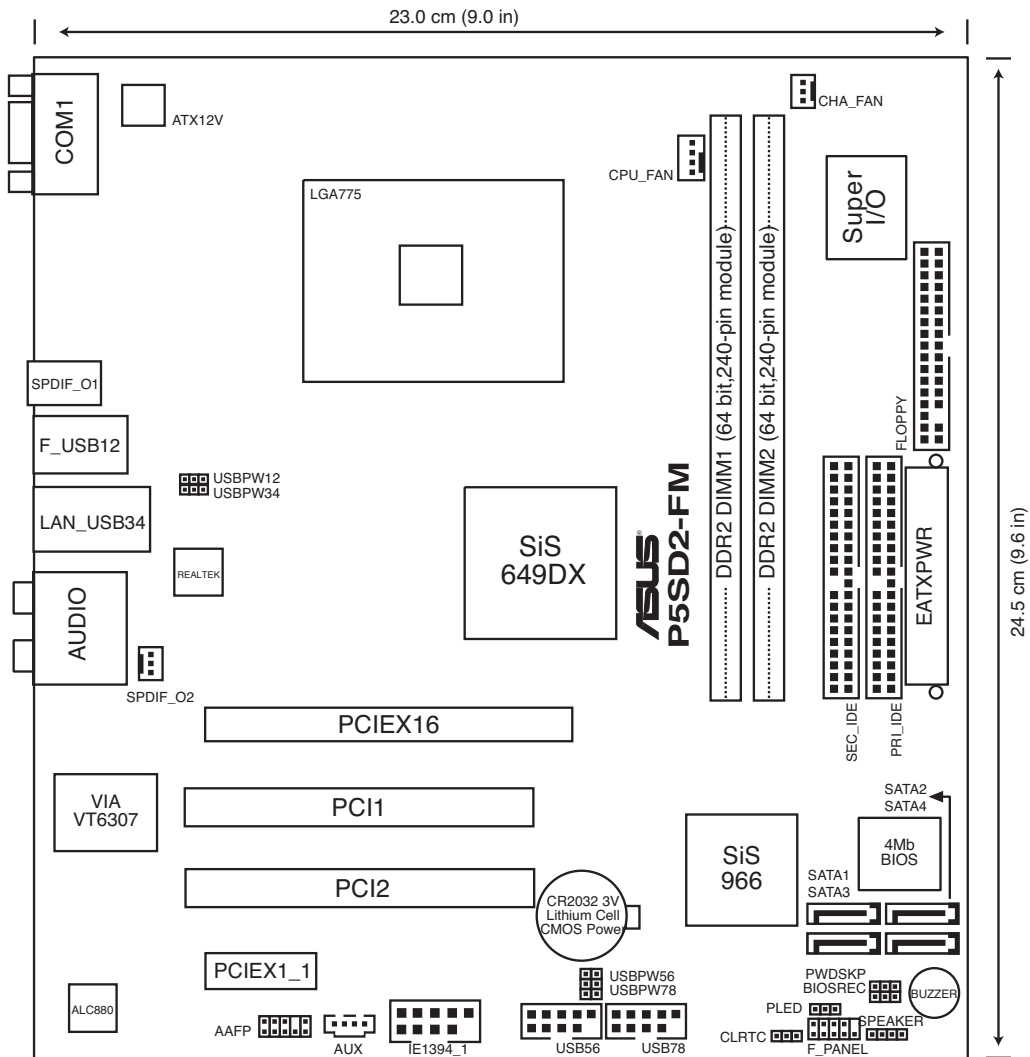 23.0 cm (9.0 in)
CHA_FAN
COM1
ATX12V
CPU_FAN
LGA775
Super
I/O
DDR2 DIMM1 (64 bit,240-pin module)
DDR2 DIMM2 (64 bit,240-pin module)
SPDIF_O1
FLOPPY
F_USB12
USBPW12
USBPW34
LAN_USB34
SiS
649DX
ASUS®
P5SD2-FM
EATXPWR
24.5 cm (9.6 in)
REALTEK
AUDIO
SPDIF_O2
PCIEX16
SEC_IDE
PRI_IDE
VIA
VT6307
PCI1
SATA2
SATA4
4Mb
BIOS
SiS
966
SATA1
SATA3
PCI2
CR2032 3V
Lithium Cell
CMOS Power
PCIEX1_1
USBPW56
USBPW78
PWDSKP
BIOSREC
BUZZER
ALC880
PLED
SPEAKER
AAFP
CLRTC
AUX
IE1394_1
USB56
USB78
F_PANEL